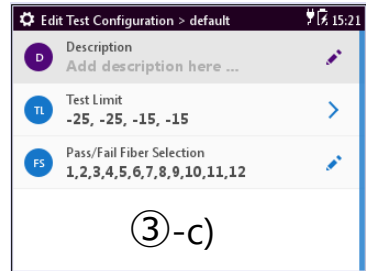 Edit Test Configuration > default 15:21
D Description
Add description here ...
TL Test Limit
-25, -25, -15, -15
FS Pass/Fail Fiber Selection
1,2,3,4,5,6,7,8,9,10,11,12
③-c)